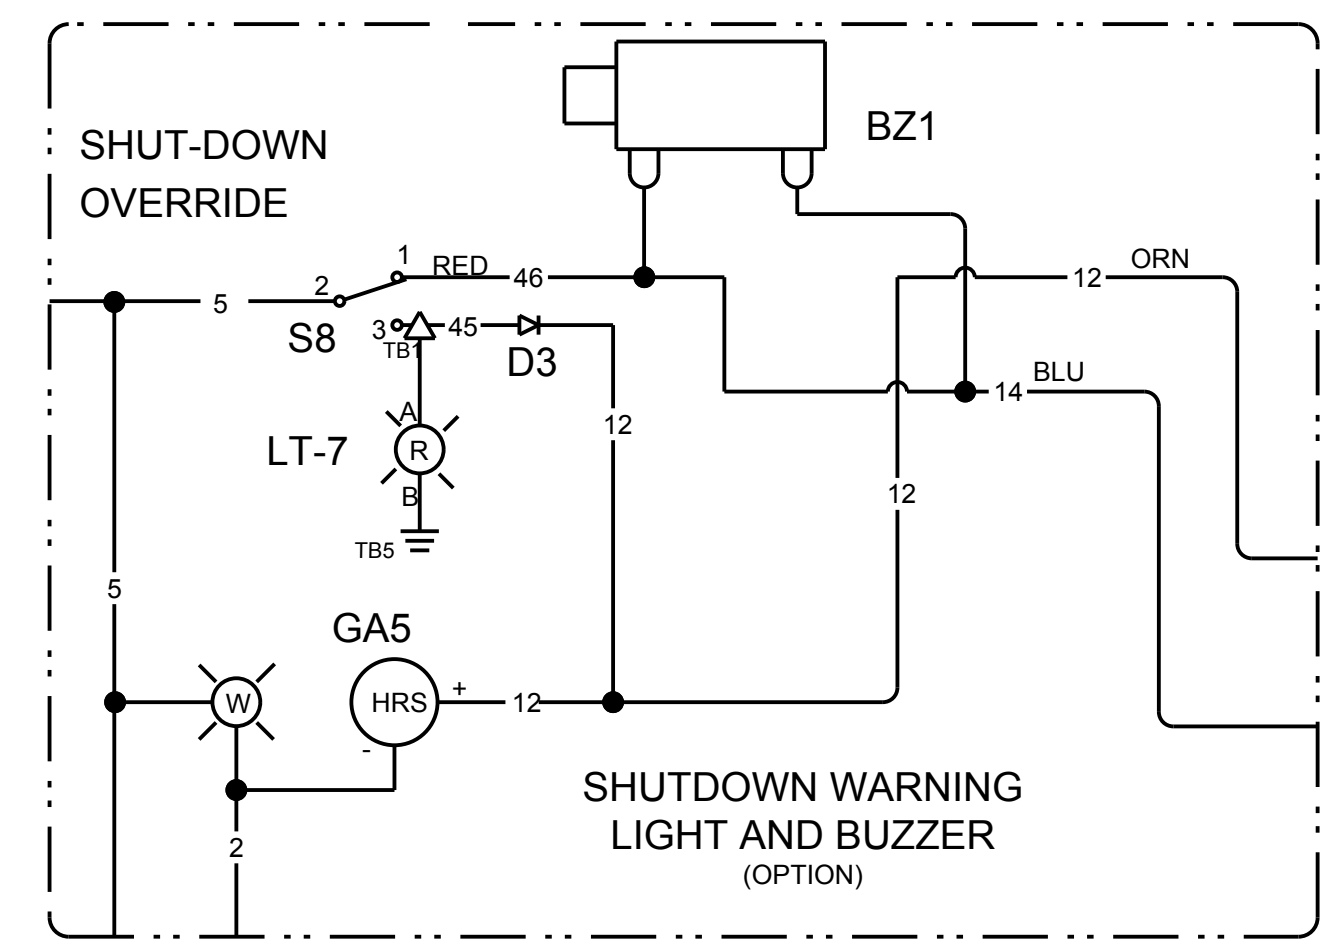 BZ1
SHUT-DOWN
OVERRIDE
1
RED
46
2
5
S8
3
TB1
45
D3
12
ORN
12
BLU
14
A
LT-7
R
B
TB5
12
5
GA5
W
HRS
+
-
12
2
SHUTDOWN WARNING
LIGHT AND BUZZER
(OPTION)